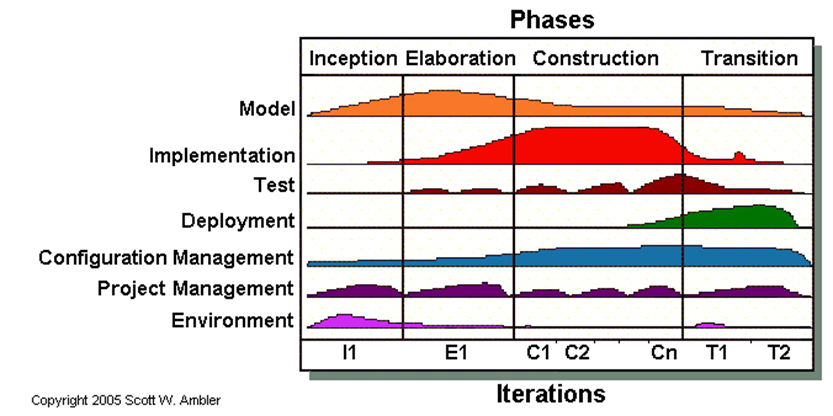 Phases
Inception Elaboration Construction Transition
Model
Implementation
Test
Deployment
Configuration Management
Project Management
Environment
I1 E1 C1 C2 Cn T1 T2
Iterations
Copyright 2005 Scott W. Ambler